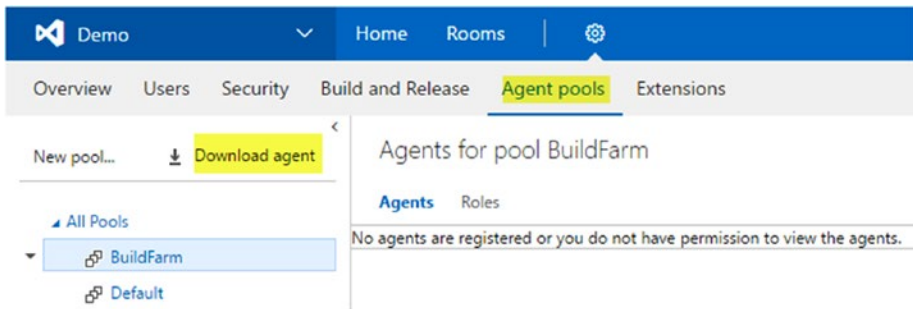 Demo Home Rooms
Overview Users Security Build and Release Agent pools Extensions
New pool... Download agent
All Pools
BuildFarm
Default
Agents for pool BuildFarm
Agents Roles
No agents are registered or you do not have permission to view the agents.